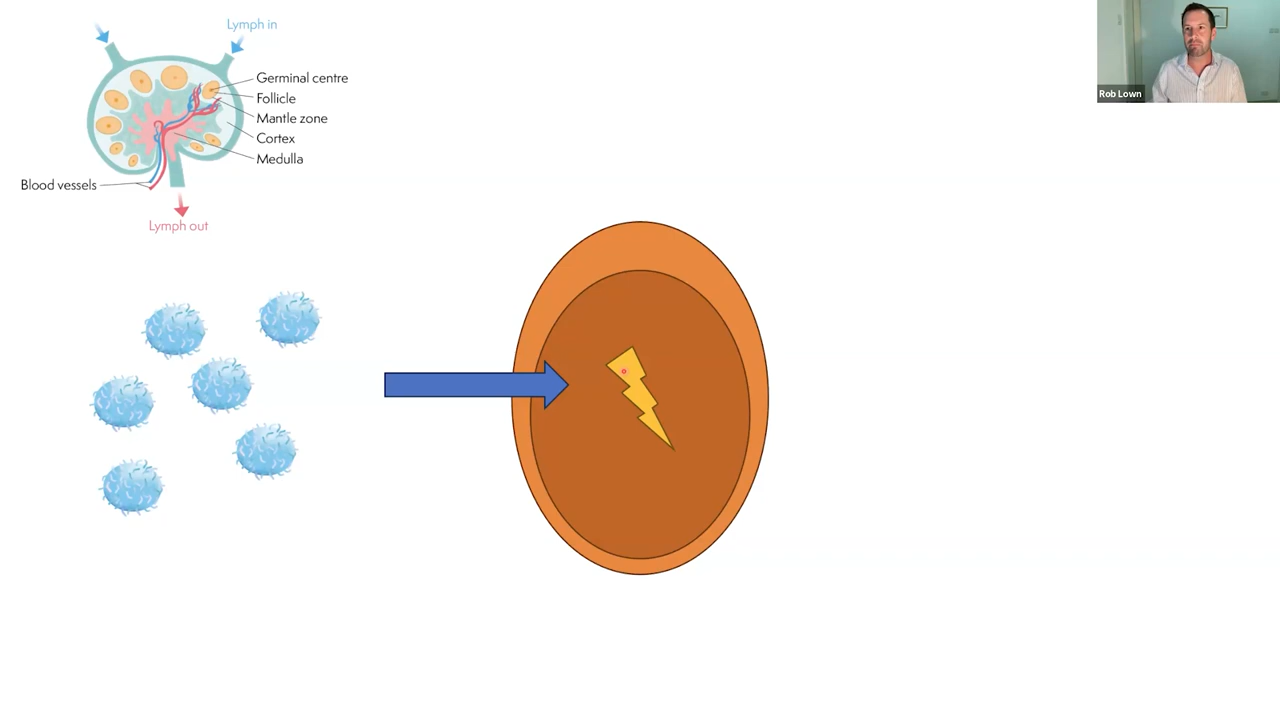 Lymph in
Germinal centre
Follicle
Mantle zone
Cortex
Medulla
Blood vessels
Lymph out
Rob Lown